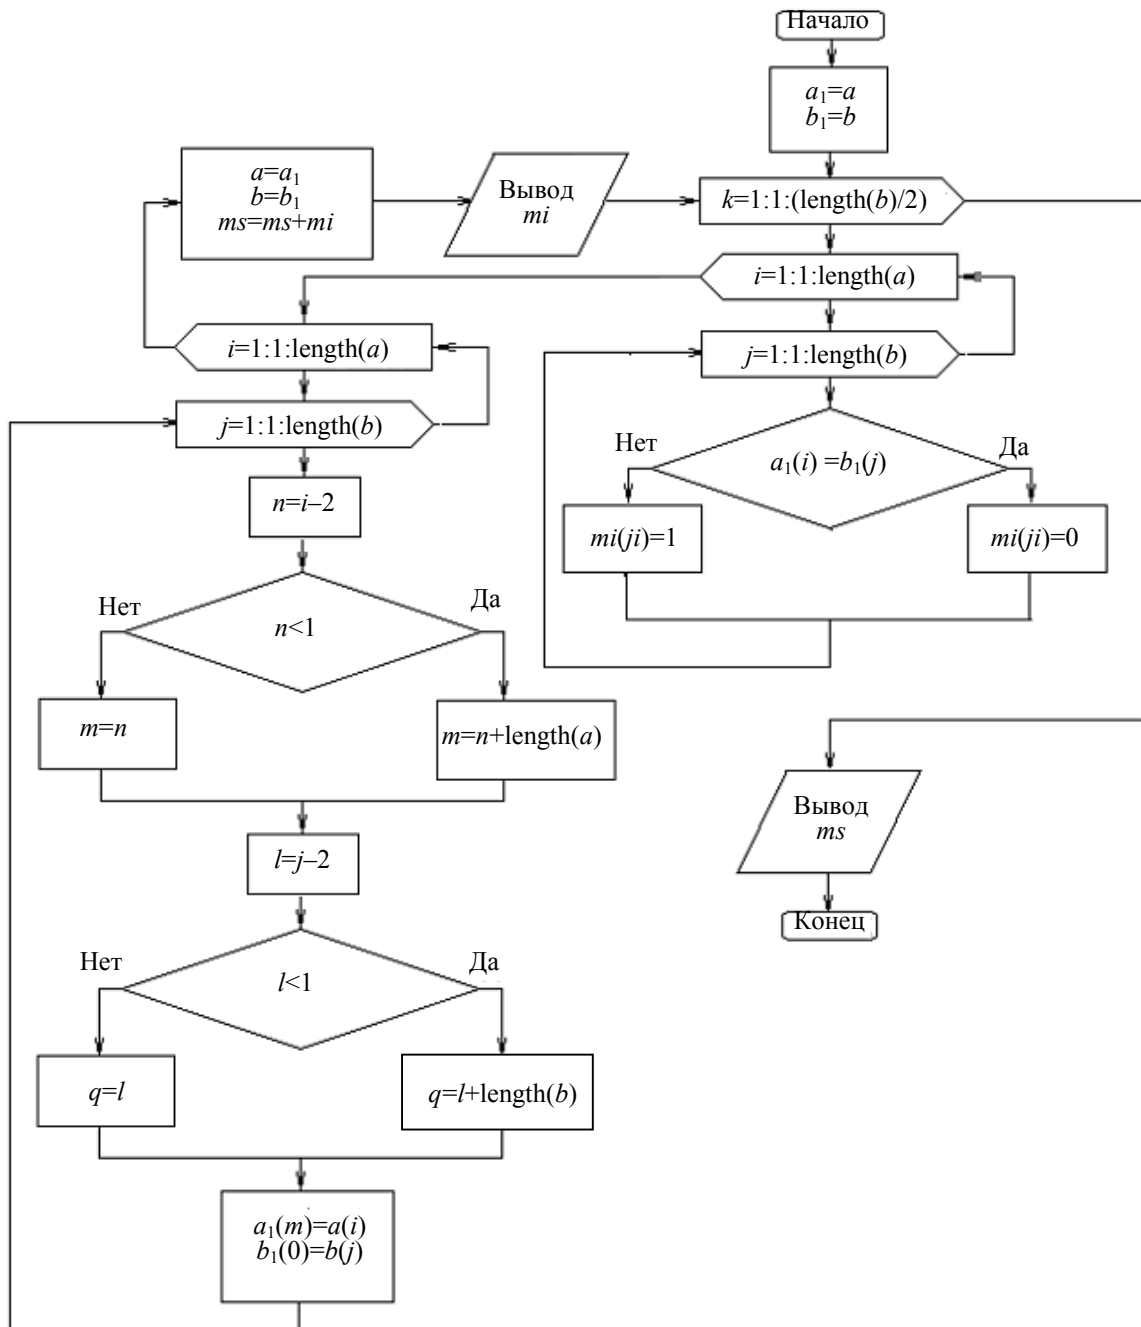 Начало
a₁=a
b₁=b
a=a₁
b=b₁
ms=ms+mi
Вывод
mi
k=1:1:(length(b)/2)
i=1:1:length(a)
i=1:1:length(a)
j=1:1:length(b)
j=1:1:length(b)
Нет
a₁(i) =b₁(j)
Да
n=i–2
mi(ji)=1
mi(ji)=0
Нет
n<1
Да
m=n
m=n+length(a)
Вывод
ms
l=j–2
Конец
Нет
l<1
Да
q=l
q=l+length(b)
a₁(m)=a(i)
b₁(0)=b(j)